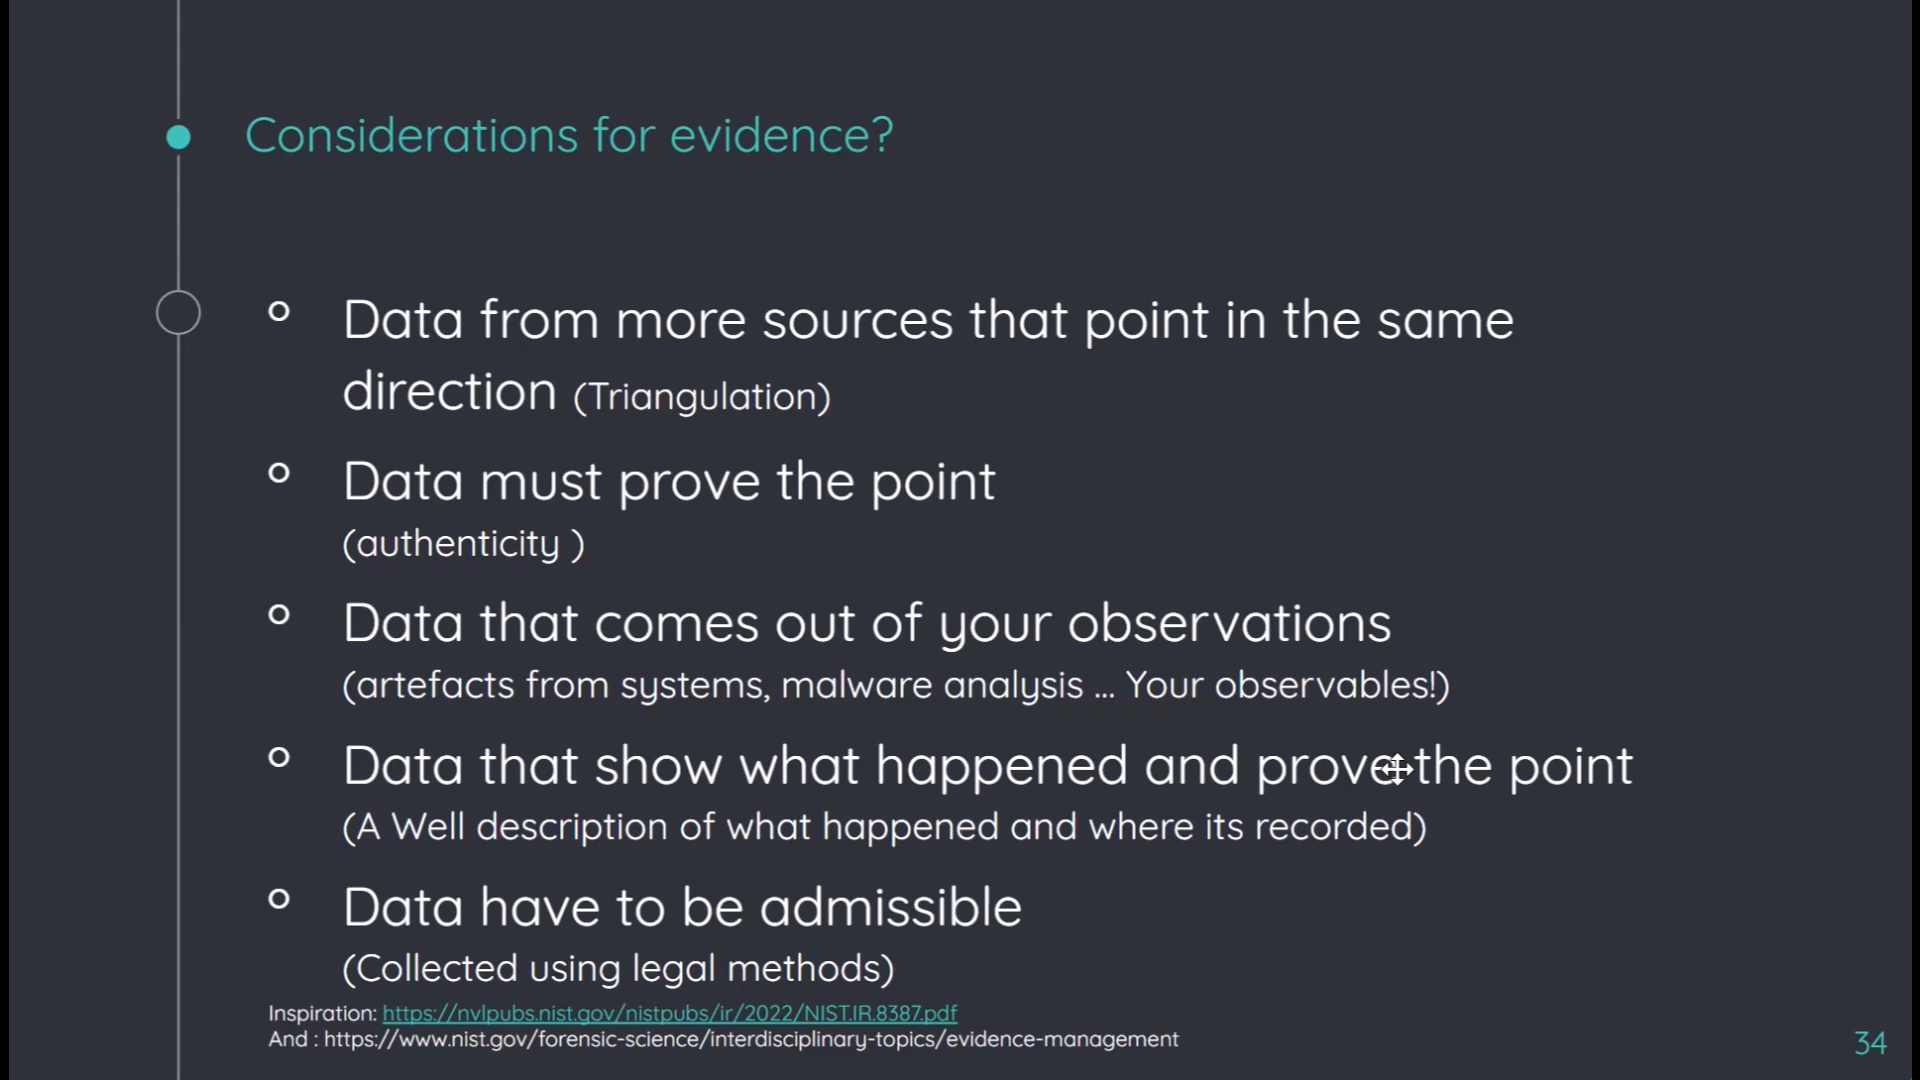 Considerations for evidence?
Data from more sources that point in the same
direction (Triangulation)
Data must prove the point
(authenticity )
Data that comes out of your observations
(artefacts from systems, malware analysis ... Your observables!)
Data that show what happened and prove the point
(A Well description of what happened and where its recorded)
Data have to be admissible
(Collected using legal methods)
Inspiration: https://nvlpubs.nist.gov/nistpubs/ir/2022/NIST.IR.8387.pdf
And : https://www.nist.gov/forensic-science/interdisciplinary-topics/evidence-management
34